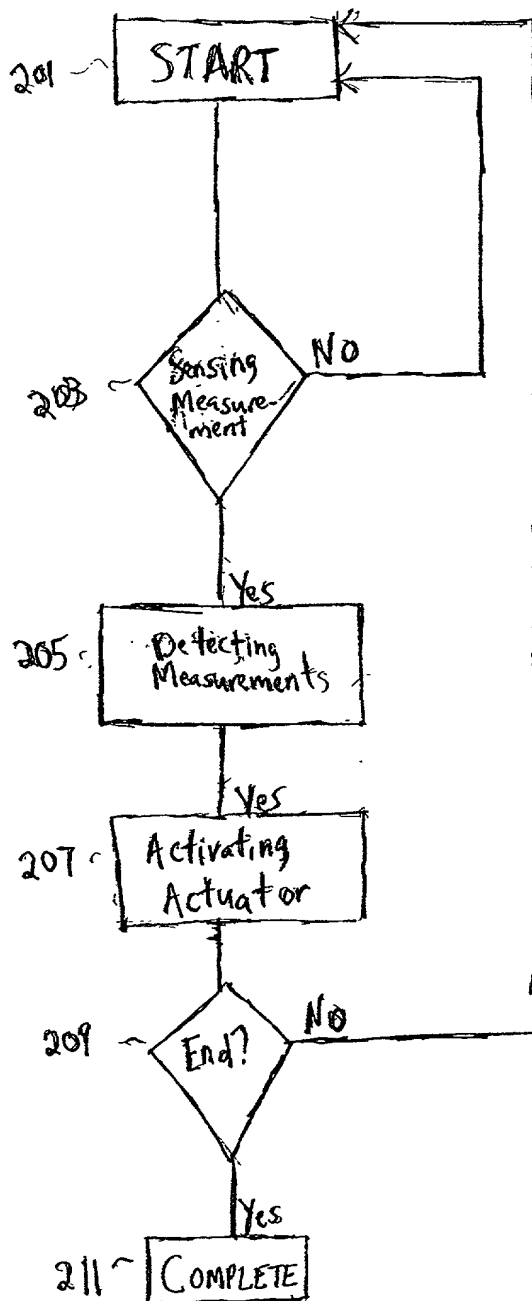 201
START
NO
203
Sensing
Measure-
ment
Yes
205
Detecting
Measurements
Yes
207
Activating
Actuator
209
End?
NO
Yes
211
COMPLETE